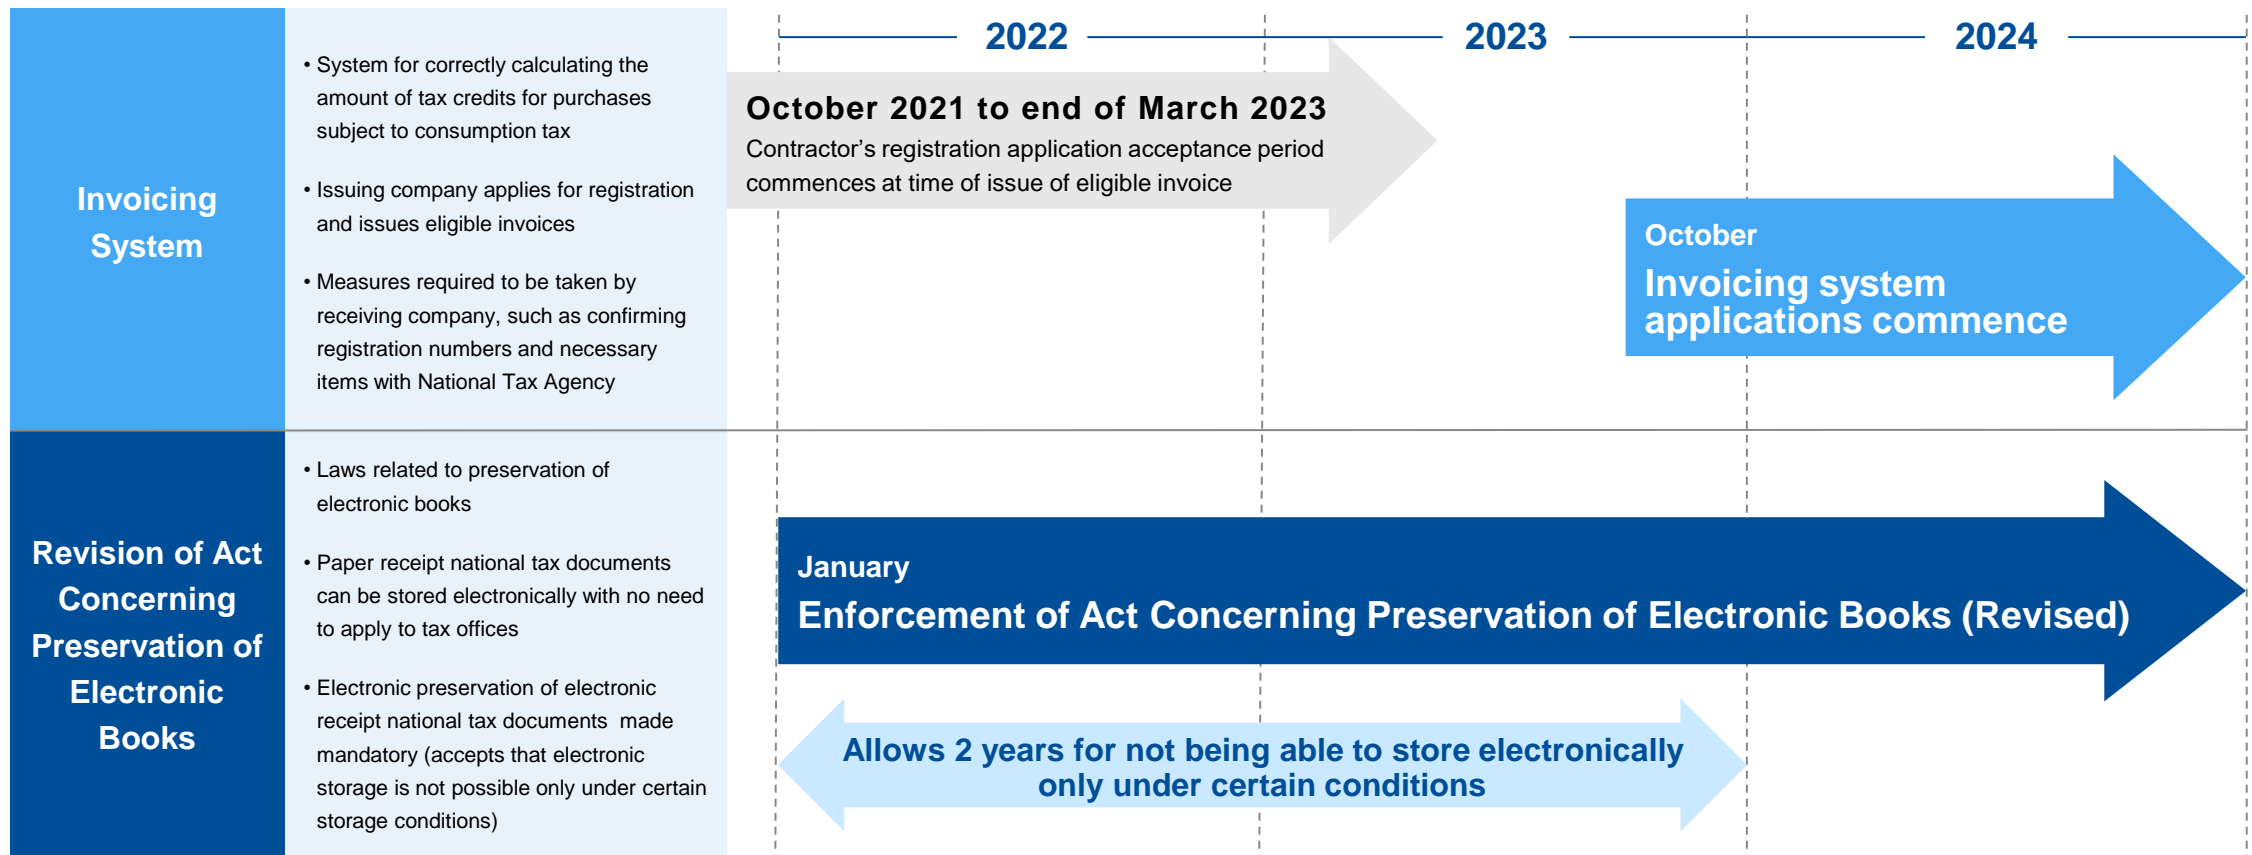 2022
2023
2024
Invoicing
System
• System for correctly calculating the
amount of tax credits for purchases
subject to consumption tax
• Issuing company applies for registration
and issues eligible invoices
• Measures required to be taken by
receiving company, such as confirming
registration numbers and necessary
items with National Tax Agency
October 2021 to end of March 2023
Contractor’s registration application acceptance period
commences at time of issue of eligible invoice
October
Invoicing system
applications commence
Revision of Act
Concerning
Preservation of
Electronic
Books
• Laws related to preservation of
electronic books
• Paper receipt national tax documents
can be stored electronically with no need
to apply to tax offices
• Electronic preservation of electronic
receipt national tax documents  made
mandatory (accepts that electronic
storage is not possible only under certain
storage conditions)
January
Enforcement of Act Concerning Preservation of Electronic Books (Revised)
Allows 2 years for not being able to store electronically
only under certain conditions